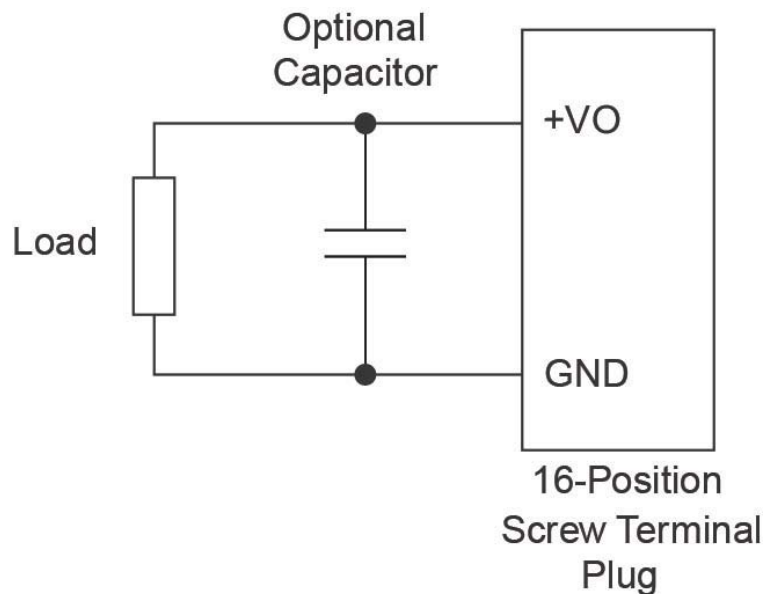 Optional
Capacitor
+VO
Load
GND
16-Position
Screw Terminal
Plug